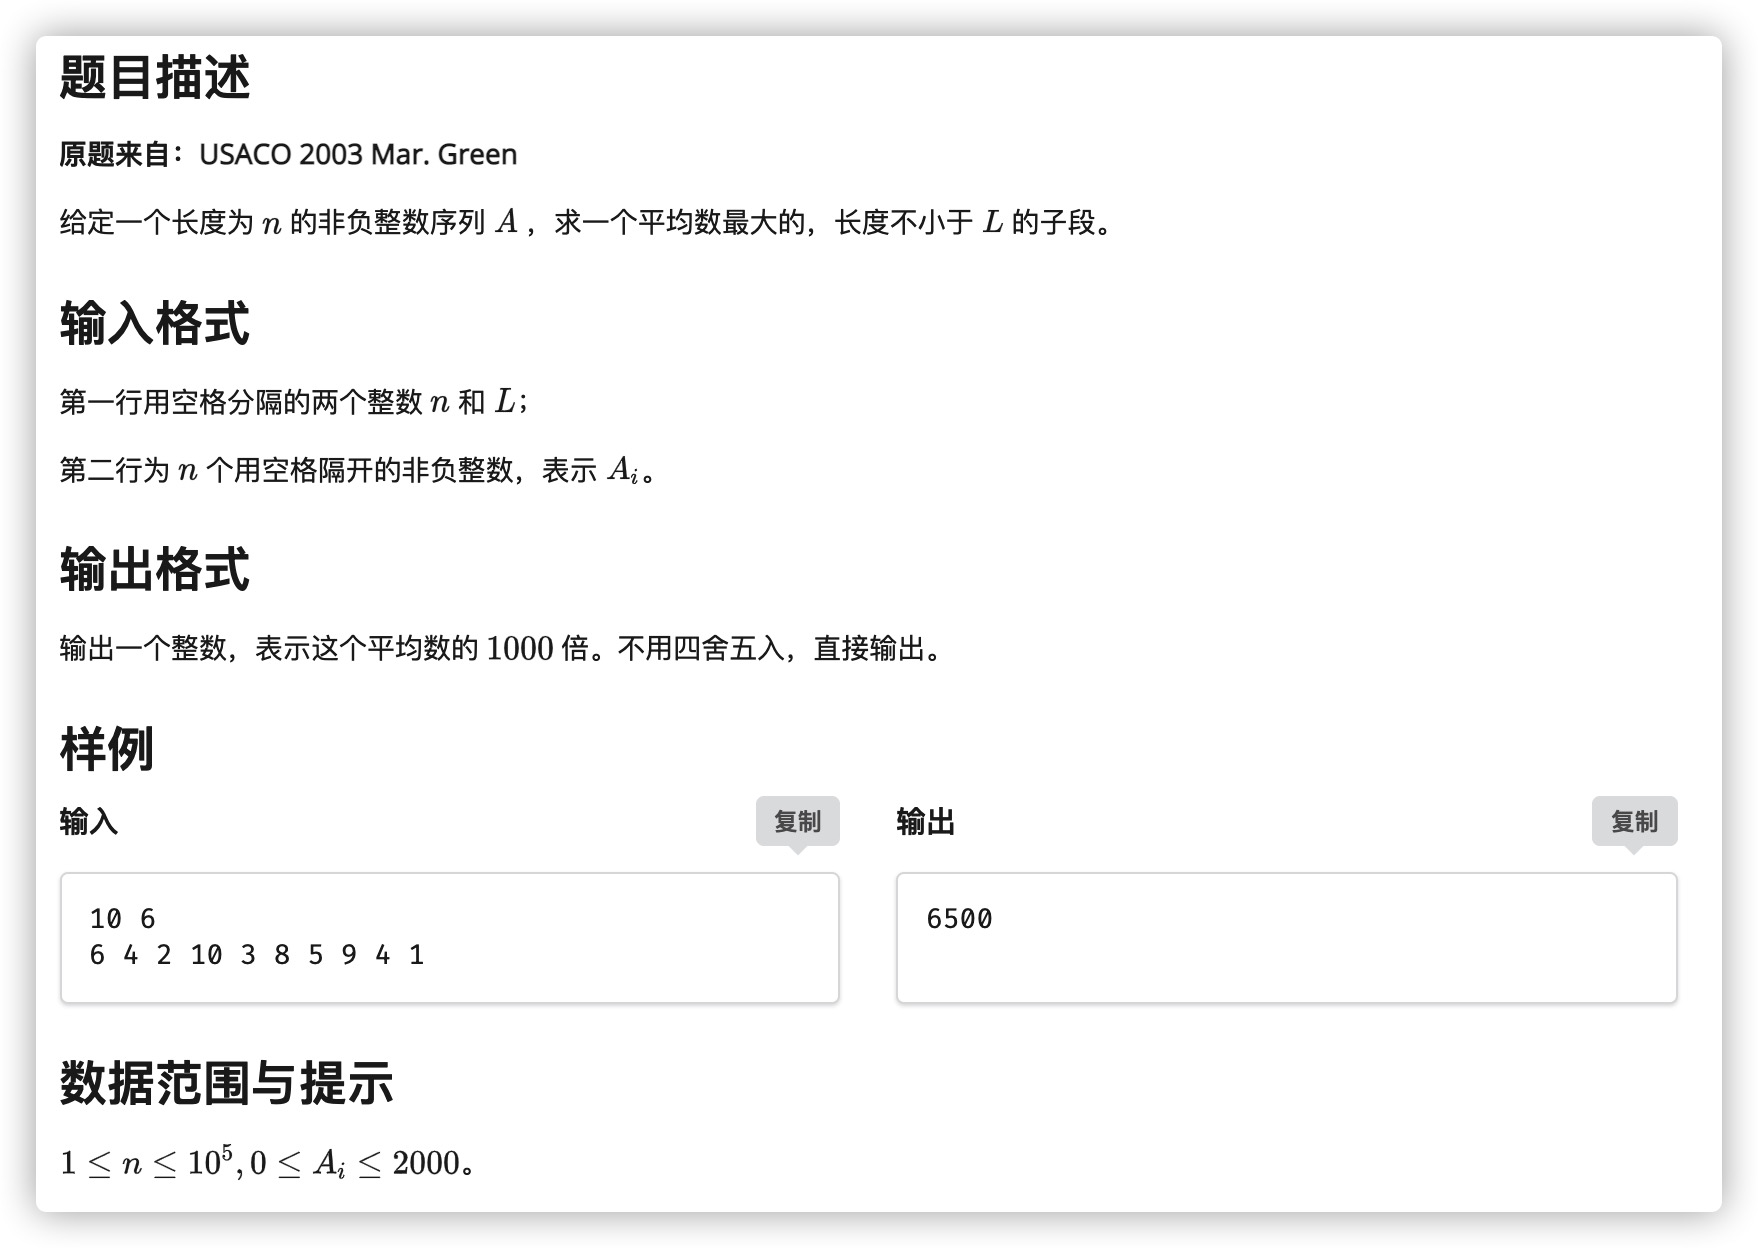 题目描述
原题来自：USACO 2003 Mar. Green
给定一个长度为 n 的非负整数序列 A ，求一个平均数最大的，长度不小于 L 的子段。
输入格式
第一行用空格分隔的两个整数 n 和 L；
第二行为 n 个用空格隔开的非负整数，表示 A_i。
输出格式
输出一个整数，表示这个平均数的 1000 倍。不用四舍五入，直接输出。
样例
输入
复制
10 6
6 4 2 10 3 8 5 9 4 1
输出
复制
6500
数据范围与提示
1 ≤ n ≤ 10^5, 0 ≤ A_i ≤ 2000。